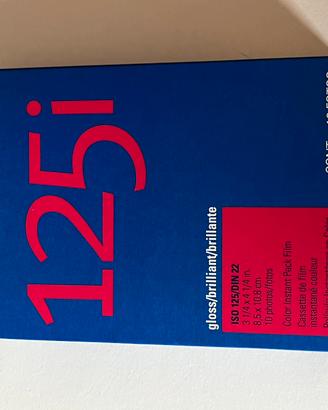 125i
gloss/brilliant/brillante
ISO 125/DIN 22
3 1/4 x 4 1/4 in.
8.5 x 10.8 cm
10 photos/fotos
Color Instant Pack Film
Cassette de film
instantané couleur